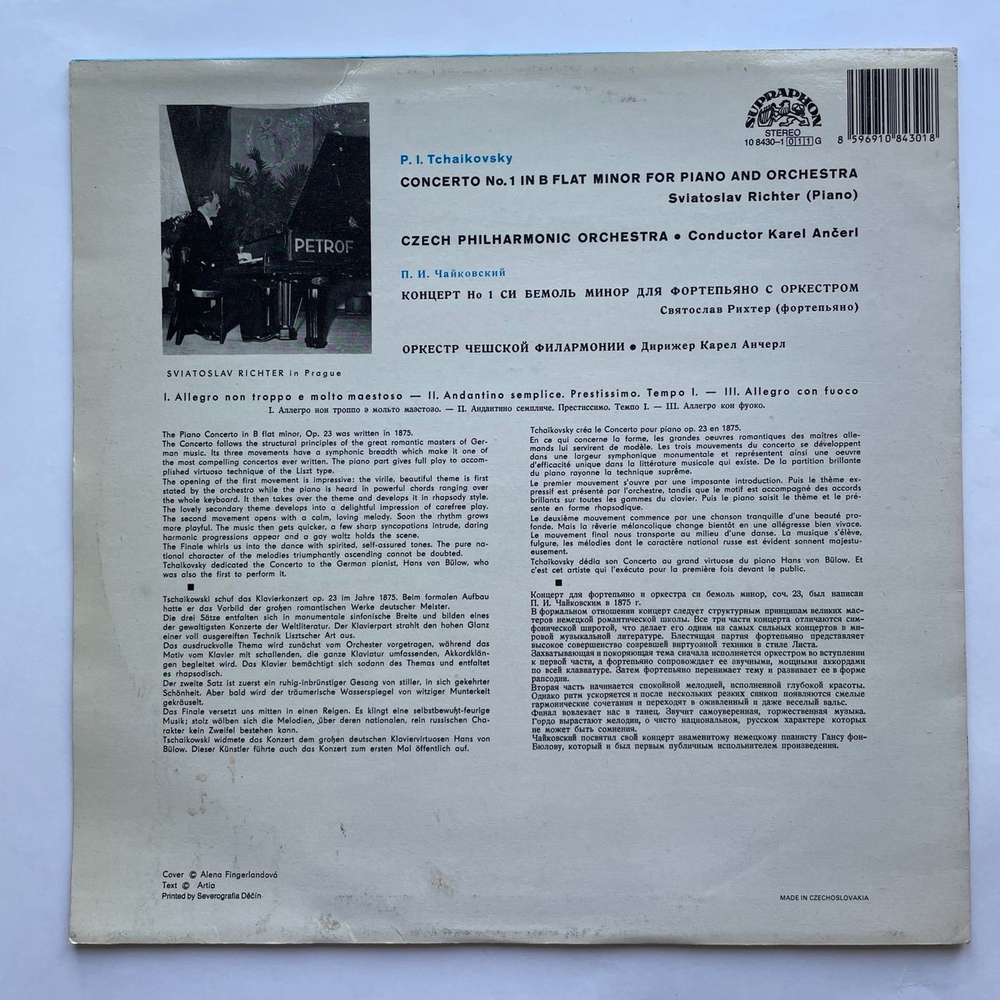 SUPRAPHON
STEREO
10 8430-1 011 G
8 596910 843018
P. I. Tchaikovsky
CONCERTO No. 1 IN B FLAT MINOR FOR PIANO AND ORCHESTRA
Sviatoslav Richter (Piano)
CZECH PHILHARMONIC ORCHESTRA • Conductor Karel Ančerl
П. И. Чайковский
КОНЦЕРТ No 1 СИ БЕМОЛЬ МИНОР ДЛЯ ФОРТЕПЬЯНО С ОРКЕСТРОМ
Святослав Рихтер (фортепьяно)
ОРКЕСТР ЧЕШСКОЙ ФИЛАРМОНИИ • Дирижер Карел Анчерл
PETROF
SVIATOSLAV RICHTER in Prague
I. Allegro non troppo e molto maestoso — II. Andantino semplice. Prestissimo. Tempo I. — III. Allegro con fuoco
I. Аллегро нон троппо э мольто маэстозо. — II. Андантино семпличе. Престиссимо. Темпо I. — III. Аллегро кон фуоко.
The Piano Concerto in B flat minor, Op. 23 was written in 1875.
The Concerto follows the structural principles of the great romantic masters of Ger-
man music. Its three movements have a symphonic breadth which make it one of
the most compelling concertos ever written. The piano part gives full play to accom-
plished virtuoso technique of the Liszt type.
The opening of the first movement is impressive: the virile, beautiful theme is first
stated by the orchestra while the piano is heard in powerful chords ranging over
the whole keyboard. It then takes over the theme and develops it in rhapsody style.
The lovely secondary theme develops into a delightful impression of carefree play.
The second movement opens with a calm, loving melody. Soon the rhythm grows
more playful. The music then gets quicker, a few sharp syncopations intrude, daring
harmonic progressions appear and a gay waltz holds the scene.
The Finale whirls us into the dance with spirited, self-assured tones. The pure na-
tional character of the melodies triumphantly ascending cannot be doubted.
Tchaikovsky dedicated the Concerto to the German pianist, Hans von Bülow, who
was also the first to perform it.
Tschaikowski schuf das Klavierkonzert op. 23 im Jahre 1875. Beim formalen Aufbau
hatte er das Vorbild der großen romantischen Werke deutscher Meister.
Die drei Sätze entfalten sich in monumentale sinfonische Breite und bilden eines
der gewaltigsten Konzerte der Weltliteratur. Der Klavierpart strahlt den hohen Glanz
einer voll ausgereiften Technik Lisztscher Art aus.
Das ausdruckvolle Thema wird zunächst vom Orchester vorgetragen, während das
Motiv vom Klavier mit schallenden, die ganze Klaviatur umfassenden, Akkordklän-
gen begleitet wird. Das Klavier bemächtigt sich sodann des Themas und entfaltet
es rhapsodisch.
Der zweite Satz ist zuerst ein ruhig-inbrünstiger Gesang von stiller, in sich gekehrter
Schönheit. Aber bald wird der träumerische Wasserspiegel von witziger Munterkeit
gekräuselt.
Das Finale versetzt uns mitten in einen Reigen. Es klingt eine selbstbewußt-feurige
Musik; stolz wölben sich die Melodien, über deren nationalen, rein russischen Cha-
rakter kein Zweifel bestehen kann.
Tschaikowski widmete das Konzert dem großen deutschen Klaviervirtuosen Hans von
Bülow. Dieser Künstler führte auch das Konzert zum ersten Mal öffentlich auf.
Tchaïkovsky créa le Concerto pour piano op. 23 en 1875.
En ce qui concerne la forme, les grandes oeuvres romantiques des maîtres alle-
mands lui servirent de modèle. Les trois mouvements du concerto se développent
dans une largeur symphonique monumentale et représentent ainsi une oeuvre
d'efficacité unique dans la littérature musicale qui existe. De la partition brillante
du piano rayonne la technique suprême.
Le premier mouvement s'ouvre par une imposante introduction. Puis le thème ex-
pressif est présenté par l'orchestre, tandis que le motif est accompagné des accords
brillants sur toutes les gammes du clavier. Puis le piano saisit le thème et le pré-
sente en forme rhapsodique.
Le deuxième mouvement commence par une chanson tranquille d'une beauté pro-
fonde. Mais la rêverie mélancolique change bientôt en une allégresse bien vivace.
Le mouvement final nous transporte au milieu d'une danse. La musique s'élève,
fulgure, les mélodies dont le caractère national russe est évident sonnent majestu-
eusement.
Tchaïkovsky dédia son Concerto au grand virtuose du piano Hans von Bülow. Et
c'est cet artiste qui l'exécuta pour la première fois devant le public.
Концерт для фортепьяно и оркестра си бемоль минор, соч. 23, был написан
П. И. Чайковским в 1875 г.
В формальном отношении концерт следует структурным принципам великих мас-
теров немецкой романтической школы. Все три части концерта отличаются сим-
фонической широтой, что делает его одним из самых сильных концертов в ми-
ровой музыкальной литературе. Блестящая партия фортепьяно представляет
высокое совершенство созревшей виртуозной техники в стиле Листа.
Захватывающая и покоряющая тема сначала исполняется оркестром во вступлении
к первой части, а фортепьяно сопровождает ее звучными, мощными аккордами
по всей клавиатуре. Затем фортепьяно перенимает тему и развивает ее в форме
рапсодии.
Вторая часть начинается спокойной мелодией, исполненной глубокой красоты.
Однако ритм ускоряется и после нескольких резких синкоп появляются смелые
гармонические сочетания и переходят в оживленный и даже веселый вальс.
Финал вовлекает нас в танец. Звучит самоуверенная, торжественная музыка.
Гордо вырастают мелодии, о чисто национальном, русском характере которых
не может быть сомнения.
Чайковский посвятил свой концерт знаменитому немецкому пианисту Гансу фон-
Бюлову, который и был первым публичным исполнителем произведения.
Cover © Alena Fingerlandová
Text © Artia
Printed by Severografia Děčín
MADE IN CZECHOSLOVAKIA